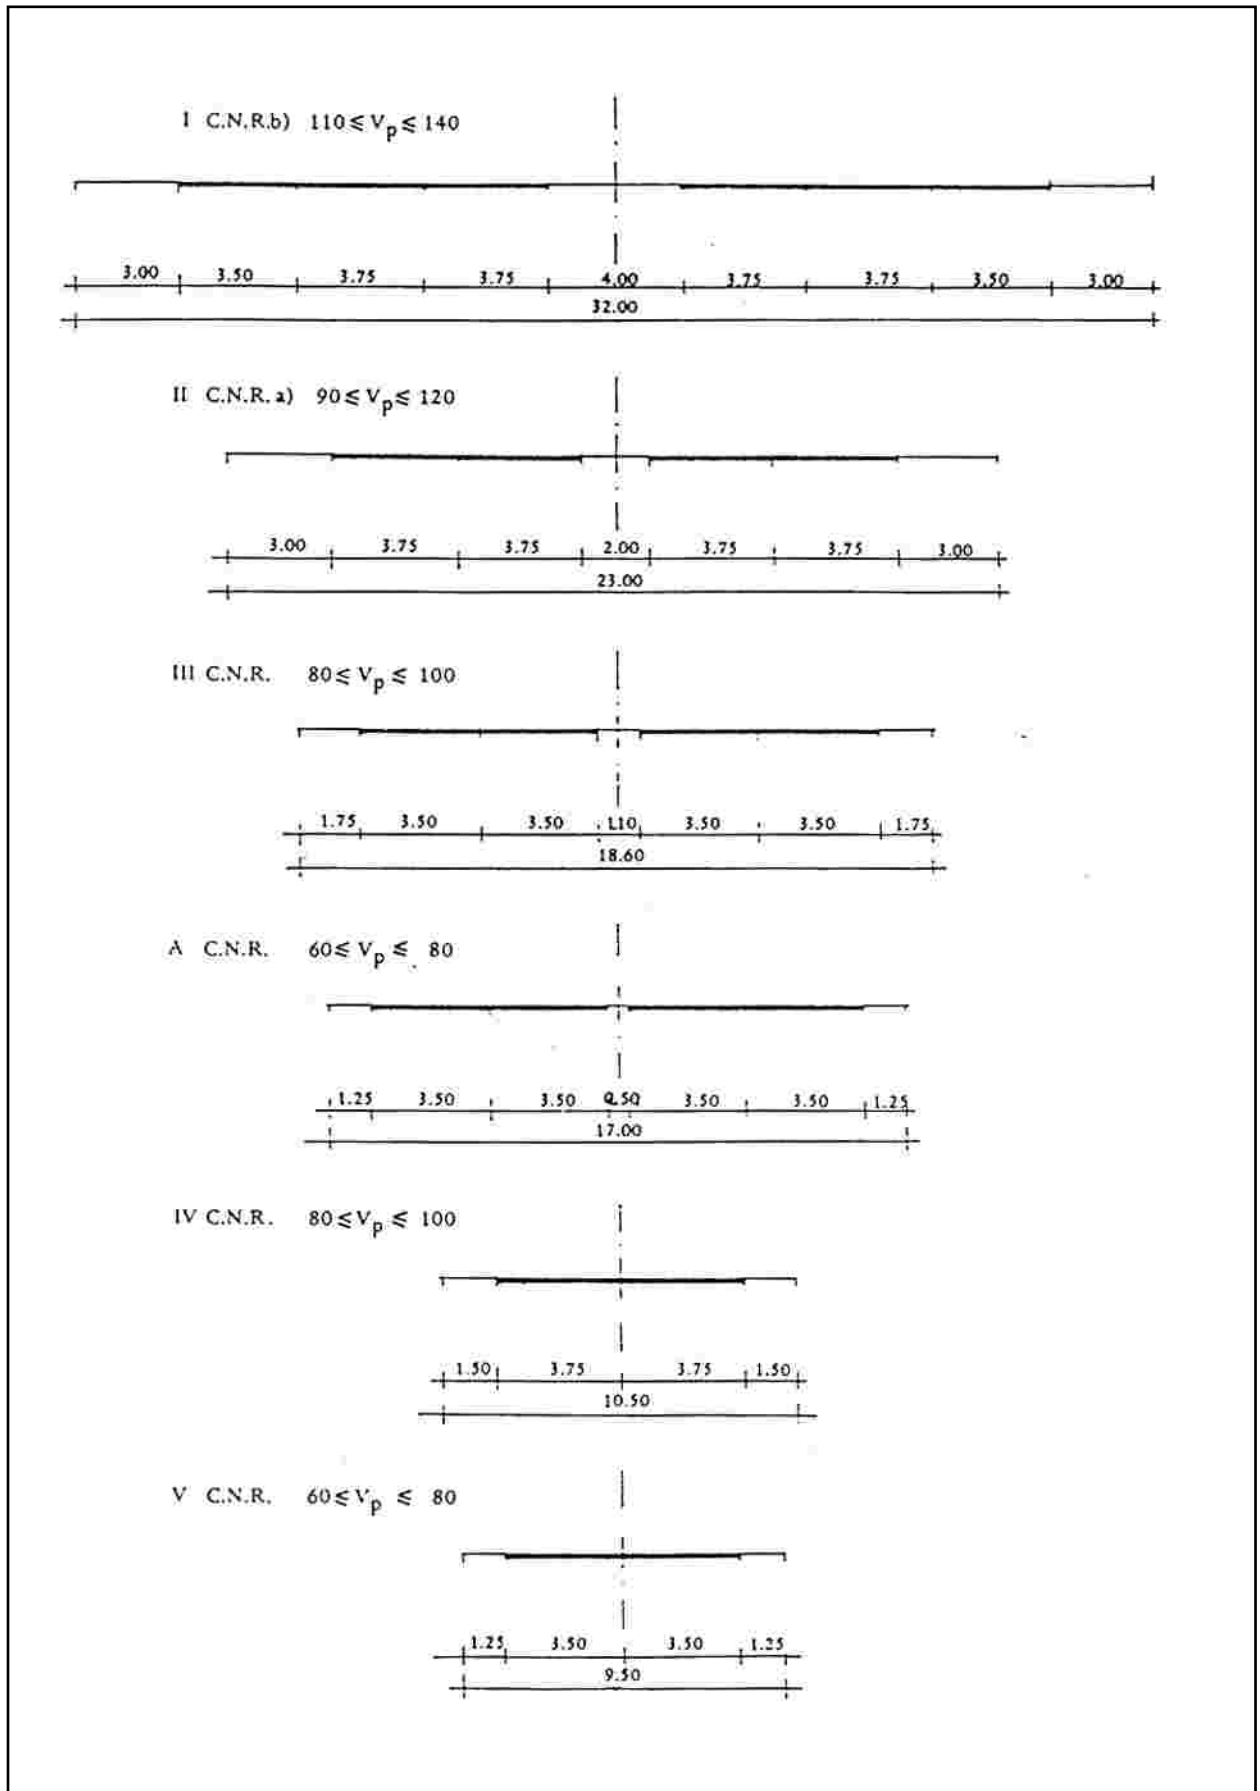 I C.N.R.b) 110 ≤ Vp ≤ 140
3.00 3.50 3.75 3.75 4.00 3.75 3.75 3.50 3.00
32.00
II C.N.R. a) 90 ≤ Vp ≤ 120
3.00 3.75 3.75 2.00 3.75 3.75 3.00
23.00
III C.N.R. 80 ≤ Vp ≤ 100
1.75 3.50 3.50 1.10 3.50 3.50 1.75
18.60
A C.N.R. 60 ≤ Vp ≤ 80
1.25 3.50 3.50 0.50 3.50 3.50 1.25
17.00
IV C.N.R. 80 ≤ Vp ≤ 100
1.50 3.75 3.75 1.50
10.50
V C.N.R. 60 ≤ Vp ≤ 80
1.25 3.50 3.50 1.25
9.50